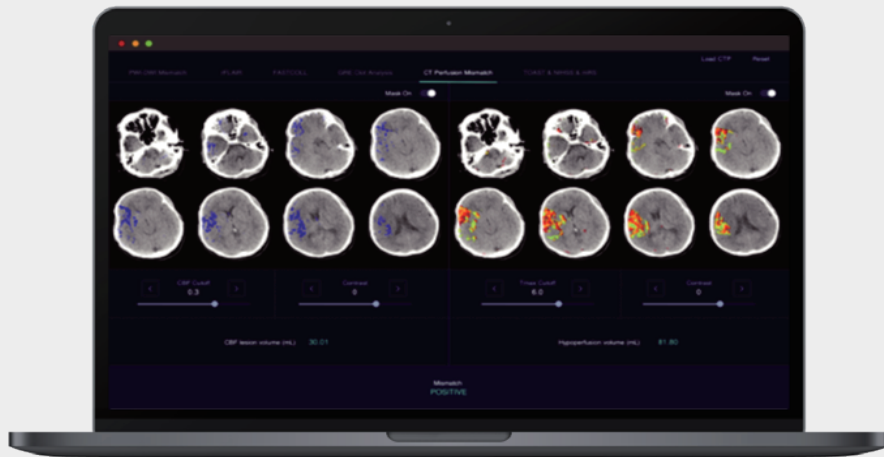 Load CTP Reset
CT Perfusion Mismatch
Mask On
Mask On
CBF Cutoff
0.3
Contrast
0
Tmax Cutoff
6.0
Contrast
0
CBF lesion volume (mL) 30.01
Hypoperfusion volume (mL) 81.80
Mismatch
POSITIVE